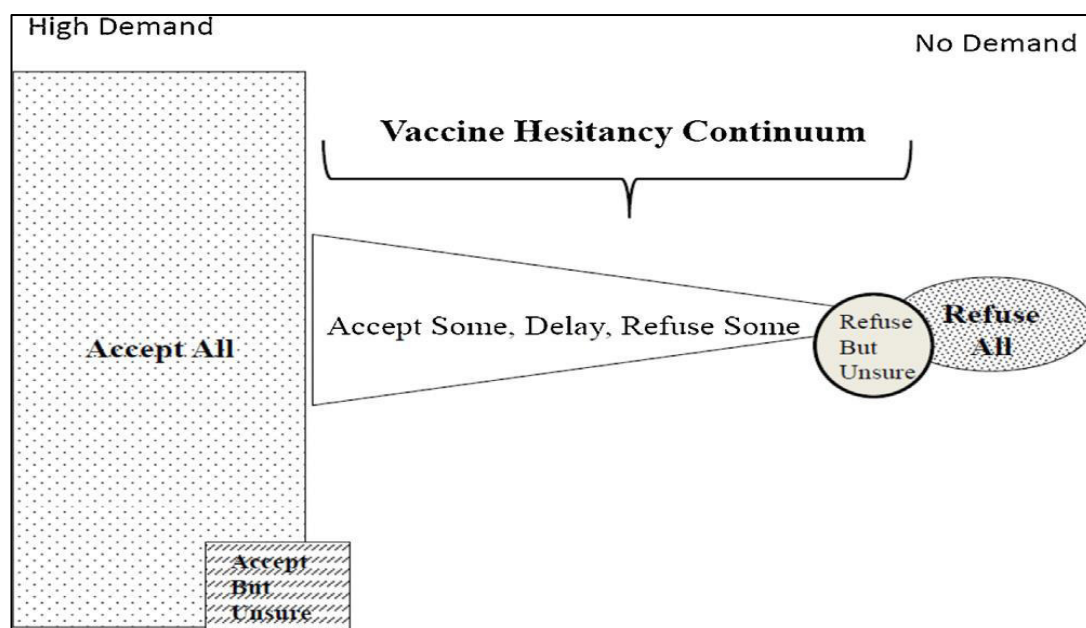 High Demand
No Demand
Vaccine Hesitancy Continuum
Accept All
Accept Some, Delay, Refuse Some
Refuse
But
Unsure
Refuse
All
Accept
But
Unsure